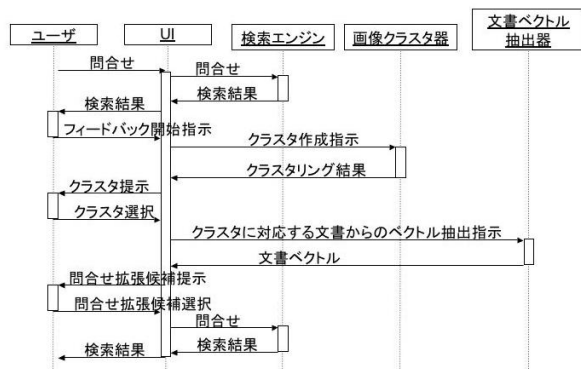 ユーザ
UI
検索エンジン
画像クラスタ器
文書ベクトル
抽出器
問合せ
問合せ
検索結果
検索結果
フィードバック開始指示
クラスタ作成指示
クラスタリング結果
クラスタ提示
クラスタ選択
クラスタに対応する文書からのベクトル抽出指示
文書ベクトル
問合せ拡張候補提示
問合せ拡張候補選択
問合せ
検索結果
検索結果